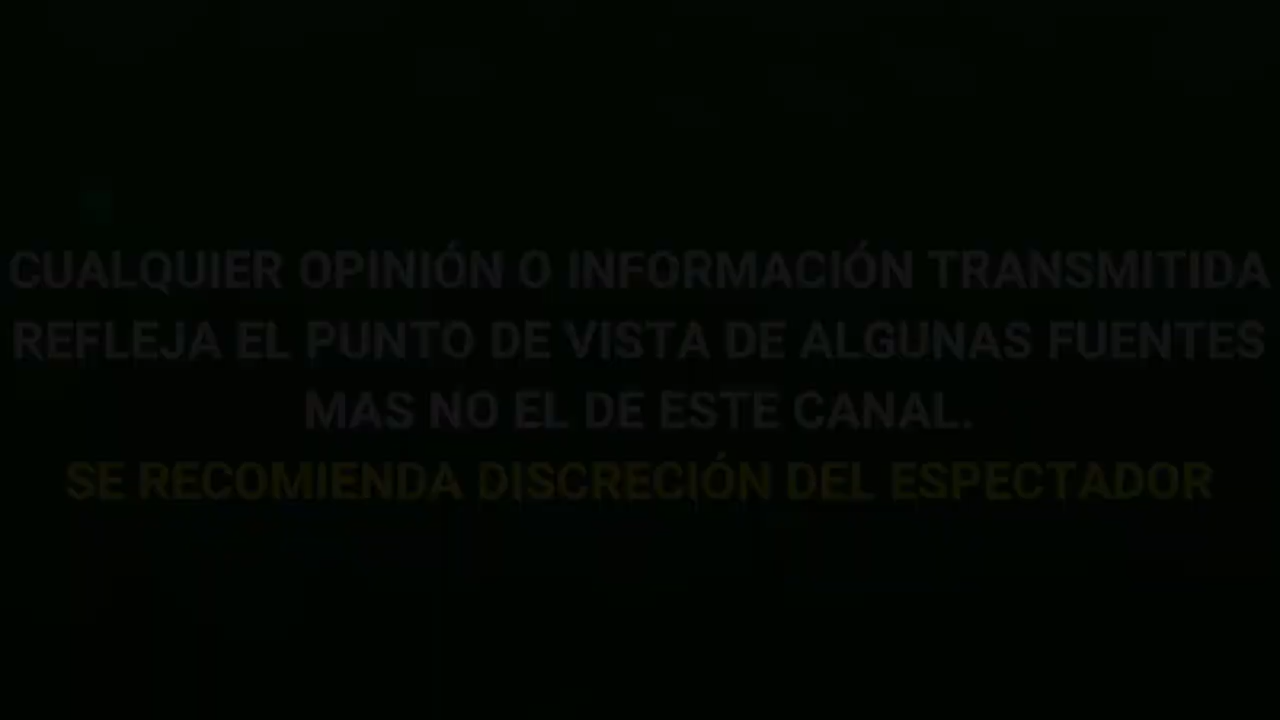 CUALQUIER OPINIÓN O INFORMACIÓN TRANSMITIDA
REFLEJA EL PUNTO DE VISTA DE ALGUNAS FUENTES
MAS NO EL DE ESTE CANAL.
SE RECOMIENDA DISCRECIÓN DEL ESPECTADOR